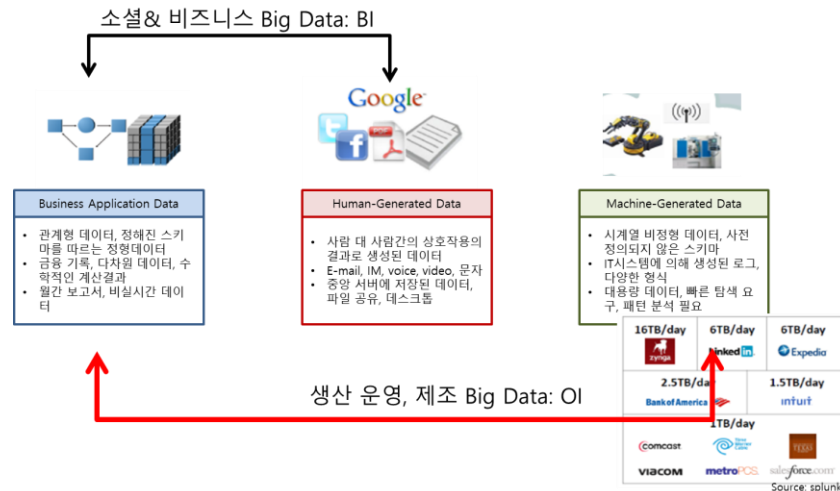 소셜& 비즈니스 Big Data: BI
Google
PDF
Business Application Data
• 관계형 데이터, 정해진 스키
마를 따르는 정형데이터
• 금융 기록, 다차원 데이터, 수
학적인 계산결과
• 월간 보고서, 비실시간 데이
터
Human-Generated Data
• 사람 대 사람간의 상호작용의
결과로 생성된 데이터
• E-mail, IM, voice, video, 문자
• 중앙 서버에 저장된 데이터,
파일 공유, 데스크톱
Machine-Generated Data
• 시계열 비정형 데이터, 사전
정의되지 않은 스키마
• IT시스템에 의해 생성된 로그,
다양한 형식
• 대용량 데이터, 빠른 탐색 요
구, 패턴 분석 필요
생산 운영, 제조 Big Data: OI
16TB/day 6TB/day 6TB/day
zynga Linked in Expedia
2.5TB/day 1.5TB/day
Bank of America intuit
1TB/day
comcast Time Warner Cable
VIACOM metroPCS. salesforce.com
Source: splunk